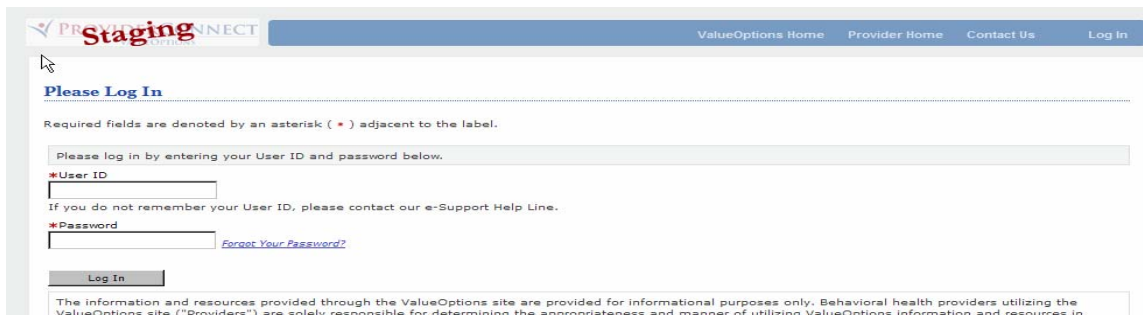 Staging
ValueOptions Home Provider Home Contact Us Log In
Please Log In
Required fields are denoted by an asterisk ( * ) adjacent to the label.
Please log in by entering your User ID and password below.
*User ID
If you do not remember your User ID, please contact our e-Support Help Line.
*Password
Forgot Your Password?
Log In
The information and resources provided through the ValueOptions site are provided for informational purposes only. Behavioral health providers utilizing the
ValueOptions site ("Providers") are solely responsible for determining the appropriateness and manner of utilizing ValueOptions information and resources in